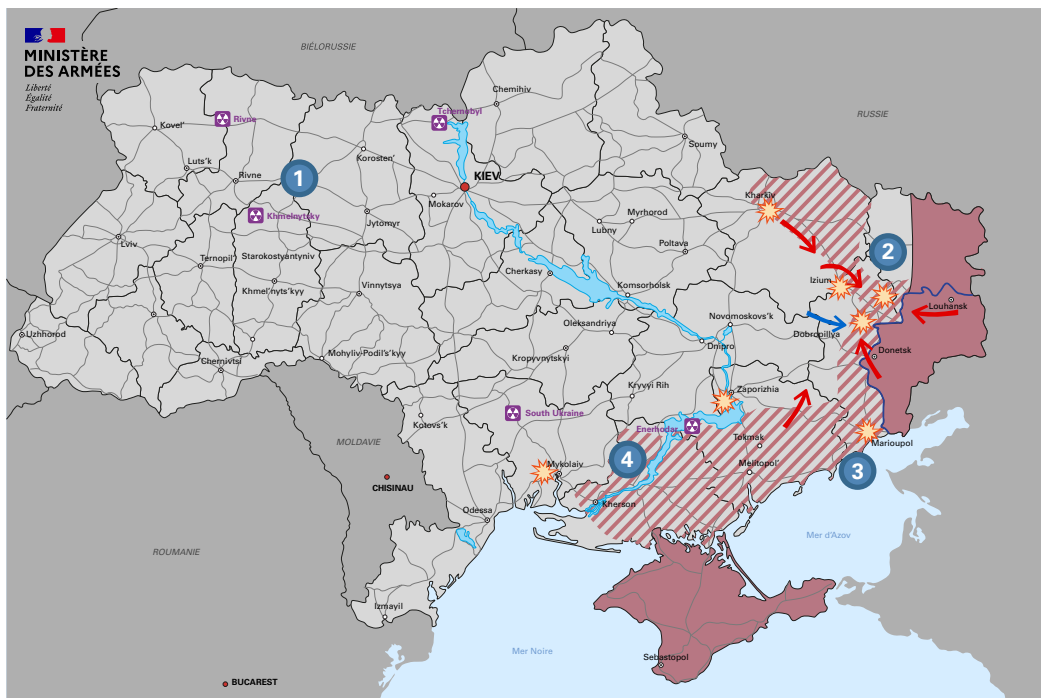 MINISTÈRE
DES ARMÉES
Liberté
Égalité
Fraternité
BIÉLORUSSIE
RUSSIE
Chernihiv
Tchernobyl
Rivne
Kovel'
Soumy
Luts'k
Rivne
Korosten'
1
KIEV
Kharkiv
Mokarov
Khmelnytsky
Jytomyr
Myrhorod
Lubny
Poltava
Lviv
Ternopil'
Starokostyantyniv
2
Izium
Cherkasy
Khmel'nyts'kyy
Vinnytsya
Komsorholsk
Louhansk
Uzhhorod
Oleksandriya
Novomoskovs'k
Dobropillya
Chernivtsi
Mohyliv-Podil's'kyy
Kropyvnytskyi
Dnipro
Donetsk
Kryvyi Rih
Zaporizhia
Kotovs'k
South Ukraine
Enerhodar
Tokmak
Marioupol
MOLDAVIE
Mykolaiv
4
Melitopol'
3
CHISINAU
Kherson
Odessa
Mer d'Azov
ROUMANIE
Izmayil
Mer Noire
Sebastopol
BUCAREST